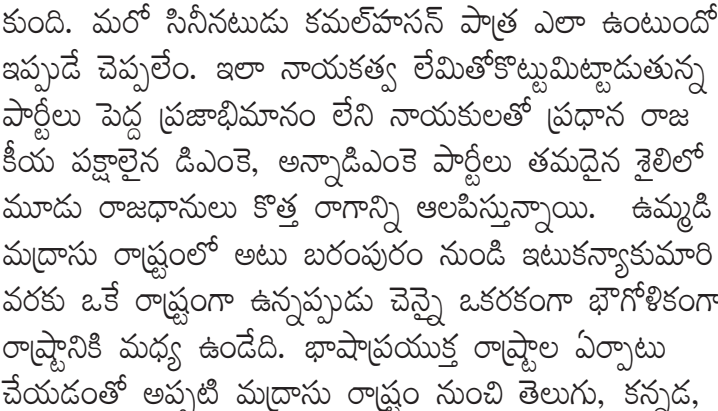 కుంది. మరో సినీనటుడు కమల్‌హసన్ పాత్ర ఎలా ఉంటుందో
ఇప్పుడే చెప్పలేం. ఇలా నాయకత్వ లేమితోకొట్టుమిట్టాడుతున్న
పార్టీలు పెద్ద ప్రజాభిమానం లేని నాయకులతో ప్రధాన రాజ
కీయ పక్షాలైన డిఎంకె, అన్నాడిఎంకె పార్టీలు తమదైన శైలిలో
మూడు రాజధానులు కొత్త రాగాన్ని ఆలపిస్తున్నాయి. ఉమ్మడి
మద్రాసు రాష్ట్రంలో అటు బరంపురం నుండి ఇటుకన్యాకుమారి
వరకు ఒకే రాష్ట్రంగా ఉన్నప్పుడు చెన్నై ఒకరకంగా భౌగోళికంగా
రాష్ట్రానికి మధ్య ఉండేది. భాషాప్రయుక్త రాష్ట్రాల ఏర్పాటు
చేయడంతో అప్పటి మద్రాసు రాష్ట్రం నుంచి తెలుగు, కన్నడ,